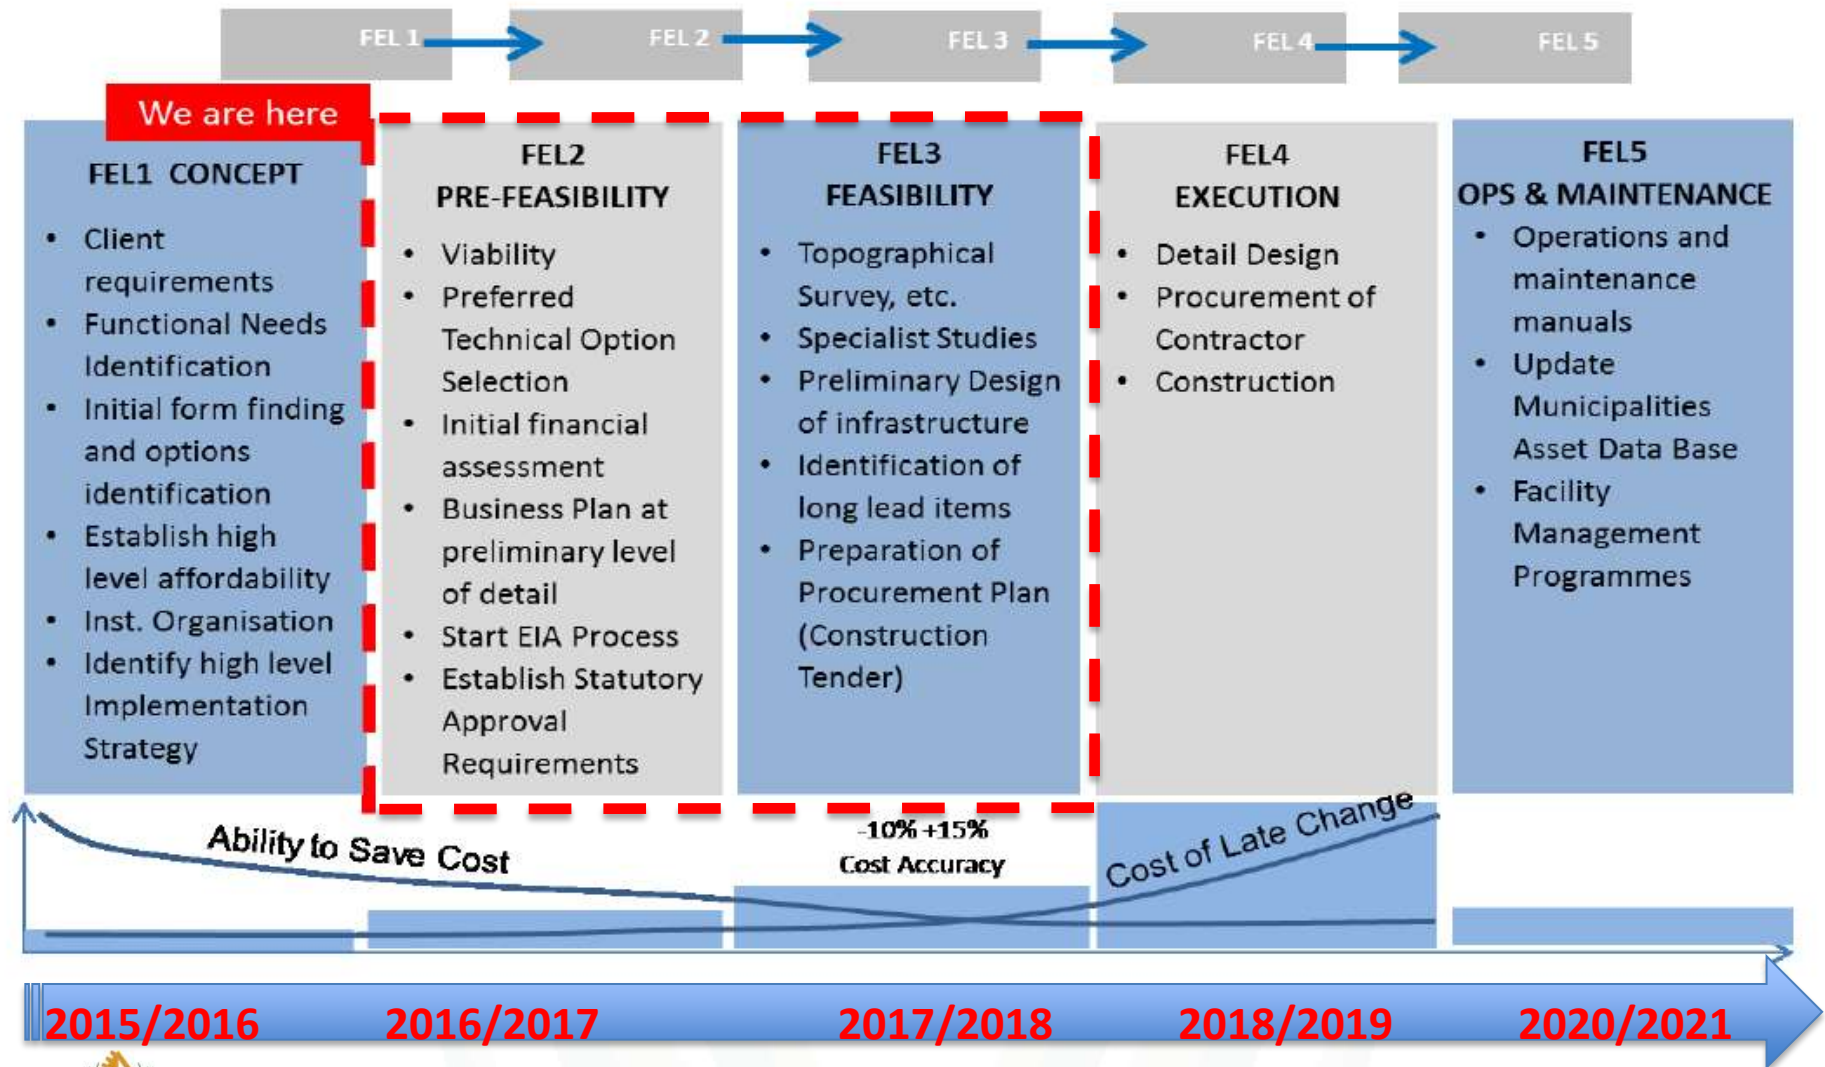 FEL 1
FEL 2
FEL 3
FEL 4
FEL 5
We are here
FEL1 CONCEPT
• Client
requirements
• Functional Needs
Identification
• Initial form finding
and options
identification
• Establish high
level affordability
• Inst. Organisation
• Identify high level
Implementation
Strategy
FEL2
PRE-FEASIBILITY
• Viability
• Preferred
Technical Option
Selection
• Initial financial
assessment
• Business Plan at
preliminary level
of detail
• Start EIA Process
• Establish Statutory
Approval
Requirements
FEL3
FEASIBILITY
• Topographical
Survey, etc.
• Specialist Studies
• Preliminary Design
of infrastructure
• Identification of
long lead items
• Preparation of
Procurement Plan
(Construction
Tender)
FEL4
EXECUTION
• Detail Design
• Procurement of
Contractor
• Construction
FEL5
OPS & MAINTENANCE
• Operations and
maintenance
manuals
• Update
Municipalities
Asset Data Base
• Facility
Management
Programmes
Ability to Save Cost
-10% +15%
Cost Accuracy
Cost of Late Change
2015/2016
2016/2017
2017/2018
2018/2019
2020/2021